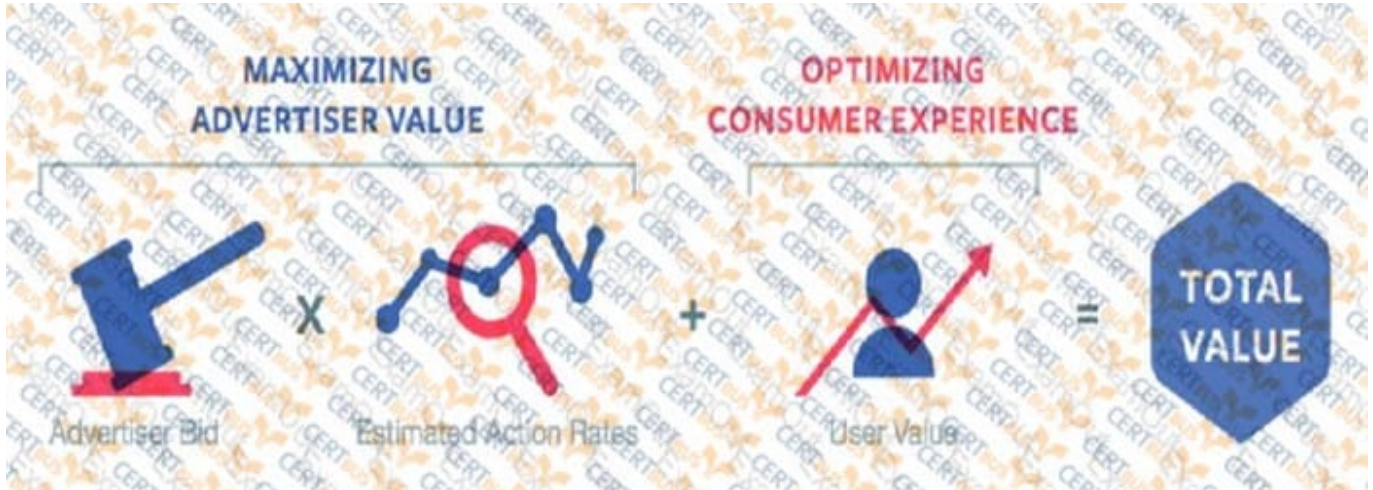 MAXIMIZING
ADVERTISER VALUE
OPTIMIZING
CONSUMER EXPERIENCE
X
+
=
TOTAL
VALUE
Advertiser Bid
Estimated Action Rates
User Value